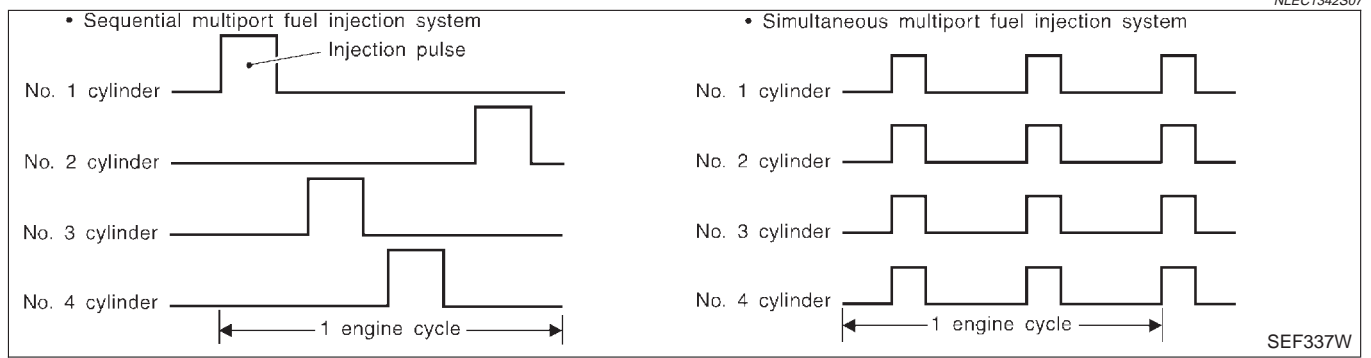 NLEC1342S07
• Sequential multiport fuel injection system
Injection pulse
No. 1 cylinder
No. 2 cylinder
No. 3 cylinder
No. 4 cylinder
1 engine cycle
• Simultaneous multiport fuel injection system
No. 1 cylinder
No. 2 cylinder
No. 3 cylinder
No. 4 cylinder
1 engine cycle
SEF337W